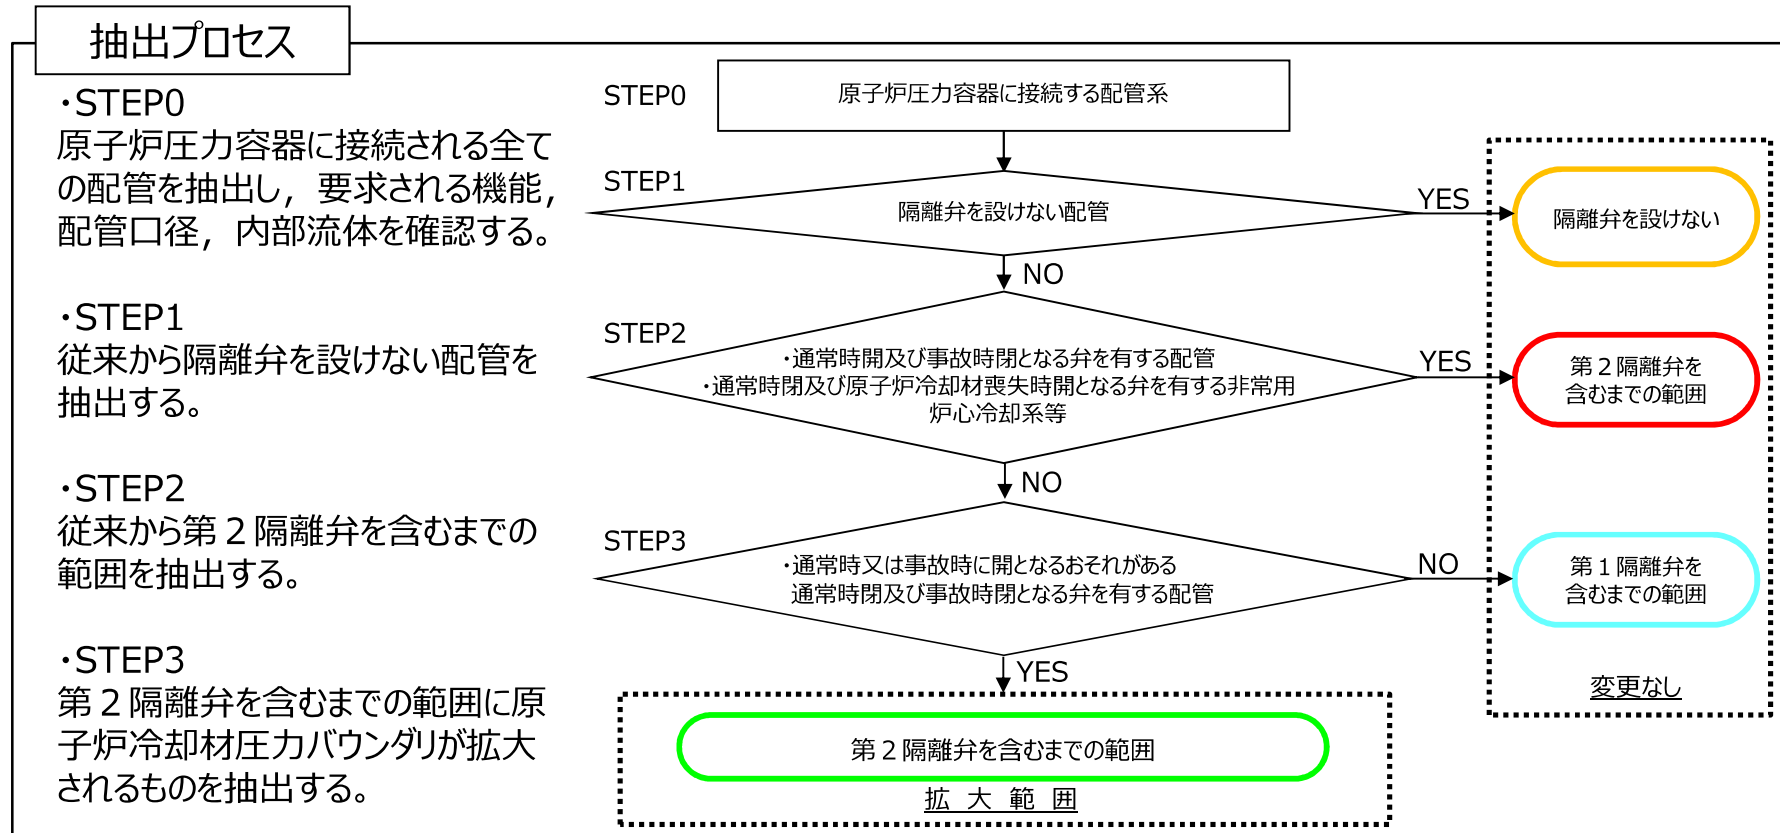 抽出プロセス
・STEP0
原子炉圧力容器に接続される全て
の配管を抽出し，要求される機能，
配管口径，内部流体を確認する。
・STEP1
従来から隔離弁を設けない配管を
抽出する。
・STEP2
従来から第２隔離弁を含むまでの
範囲を抽出する。
・STEP3
第２隔離弁を含むまでの範囲に原
子炉冷却材圧力バウンダリが拡大
されるものを抽出する。
STEP0
原子炉圧力容器に接続する配管系
STEP1
隔離弁を設けない配管
YES
隔離弁を設けない
NO
STEP2
・通常時開及び事故時閉となる弁を有する配管
・通常時閉及び原子炉冷却材喪失時開となる弁を有する非常用
炉心冷却系等
YES
第２隔離弁を
含むまでの範囲
NO
STEP3
・通常時又は事故時に開となるおそれがある
通常時閉及び事故時閉となる弁を有する配管
NO
第１隔離弁を
含むまでの範囲
変更なし
YES
第２隔離弁を含むまでの範囲
拡 大 範 囲